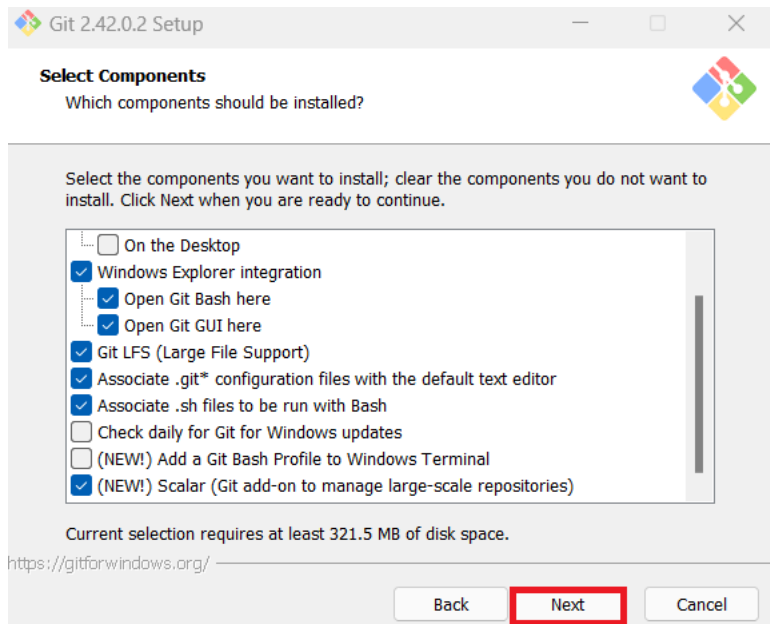 Git 2.42.0.2 Setup
Select Components
Which components should be installed?
Select the components you want to install; clear the components you do not want to
install. Click Next when you are ready to continue.
On the Desktop
Windows Explorer integration
Open Git Bash here
Open Git GUI here
Git LFS (Large File Support)
Associate .git* configuration files with the default text editor
Associate .sh files to be run with Bash
Check daily for Git for Windows updates
(NEW!) Add a Git Bash Profile to Windows Terminal
(NEW!) Scalar (Git add-on to manage large-scale repositories)
Current selection requires at least 321.5 MB of disk space.
https://gitforwindows.org/
Back Next Cancel